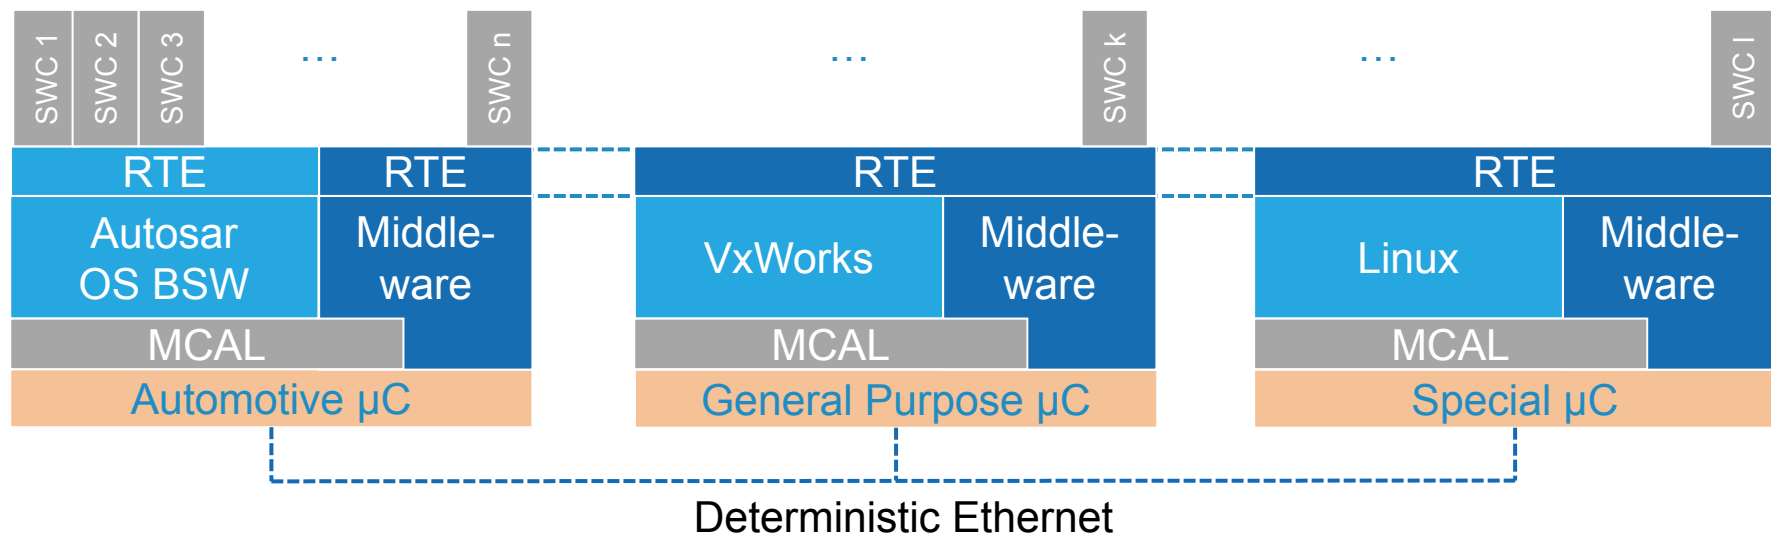 SWC 1
SWC 2
SWC 3
...
SWC n
...
SWC k
...
SWC l
RTE
RTE
RTE
RTE
Autosar
OS BSW
Middle-
ware
VxWorks
Middle-
ware
Linux
Middle-
ware
MCAL
MCAL
MCAL
Automotive µC
General Purpose µC
Special µC
Deterministic Ethernet